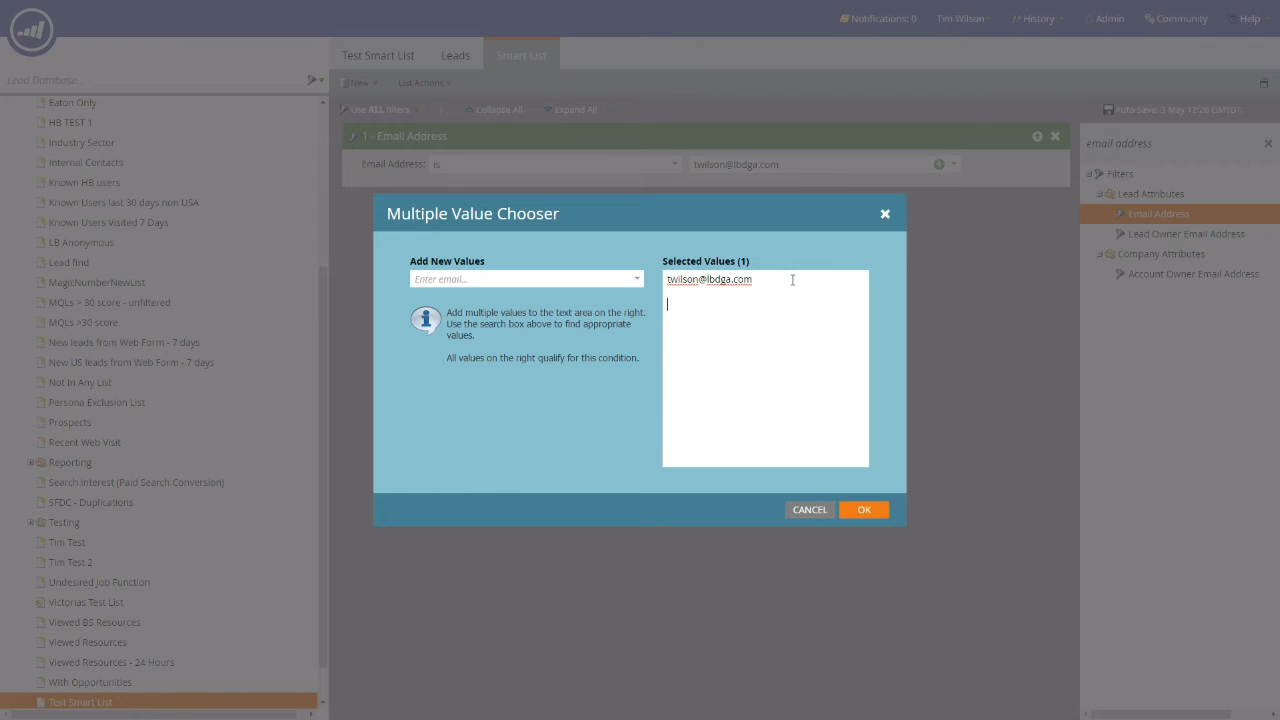 Notifications: 0
Tim Wilson
History
Admin
Community
Help
Lead Database...
Test Smart List
Leads
Smart List
New
List Actions
Use ALL filters
Collapse All
Expand All
Auto-Save: 3 May 12:26 GMTDT
Eaton Only
HB TEST 1
Industry Sector
Internal Contacts
Known HB users
Known Users last 30 days non USA
Known Users Visited 7 Days
LB Anonymous
Lead find
MagicNumberNewList
MQLs > 30 score - unfiltered
MQLs >30 score
New leads from Web Form - 7 days
New US leads from Web Form - 7 days
Not In Any List
Persona Exclusion List
Prospects
Recent Web Visit
Reporting
Search Interest (Paid Search Conversion)
SFDC - Duplications
Testing
Tim Test
Tim Test 2
Undesired Job Function
Victorias Test List
Viewed BS Resources
Viewed Resources
Viewed Resources - 24 Hours
With Opportunities
Test Smart List
1 - Email Address
Email Address:
is
twilson@lbdga.com
Multiple Value Chooser
Add New Values
Enter email...
Add multiple values to the text area on the right.
Use the search box above to find appropriate
values.
All values on the right qualify for this condition.
Selected Values (1)
twilson@lbdga.com
CANCEL
OK
email address
Filters
Lead Attributes
Email Address
Lead Owner Email Address
Company Attributes
Account Owner Email Address